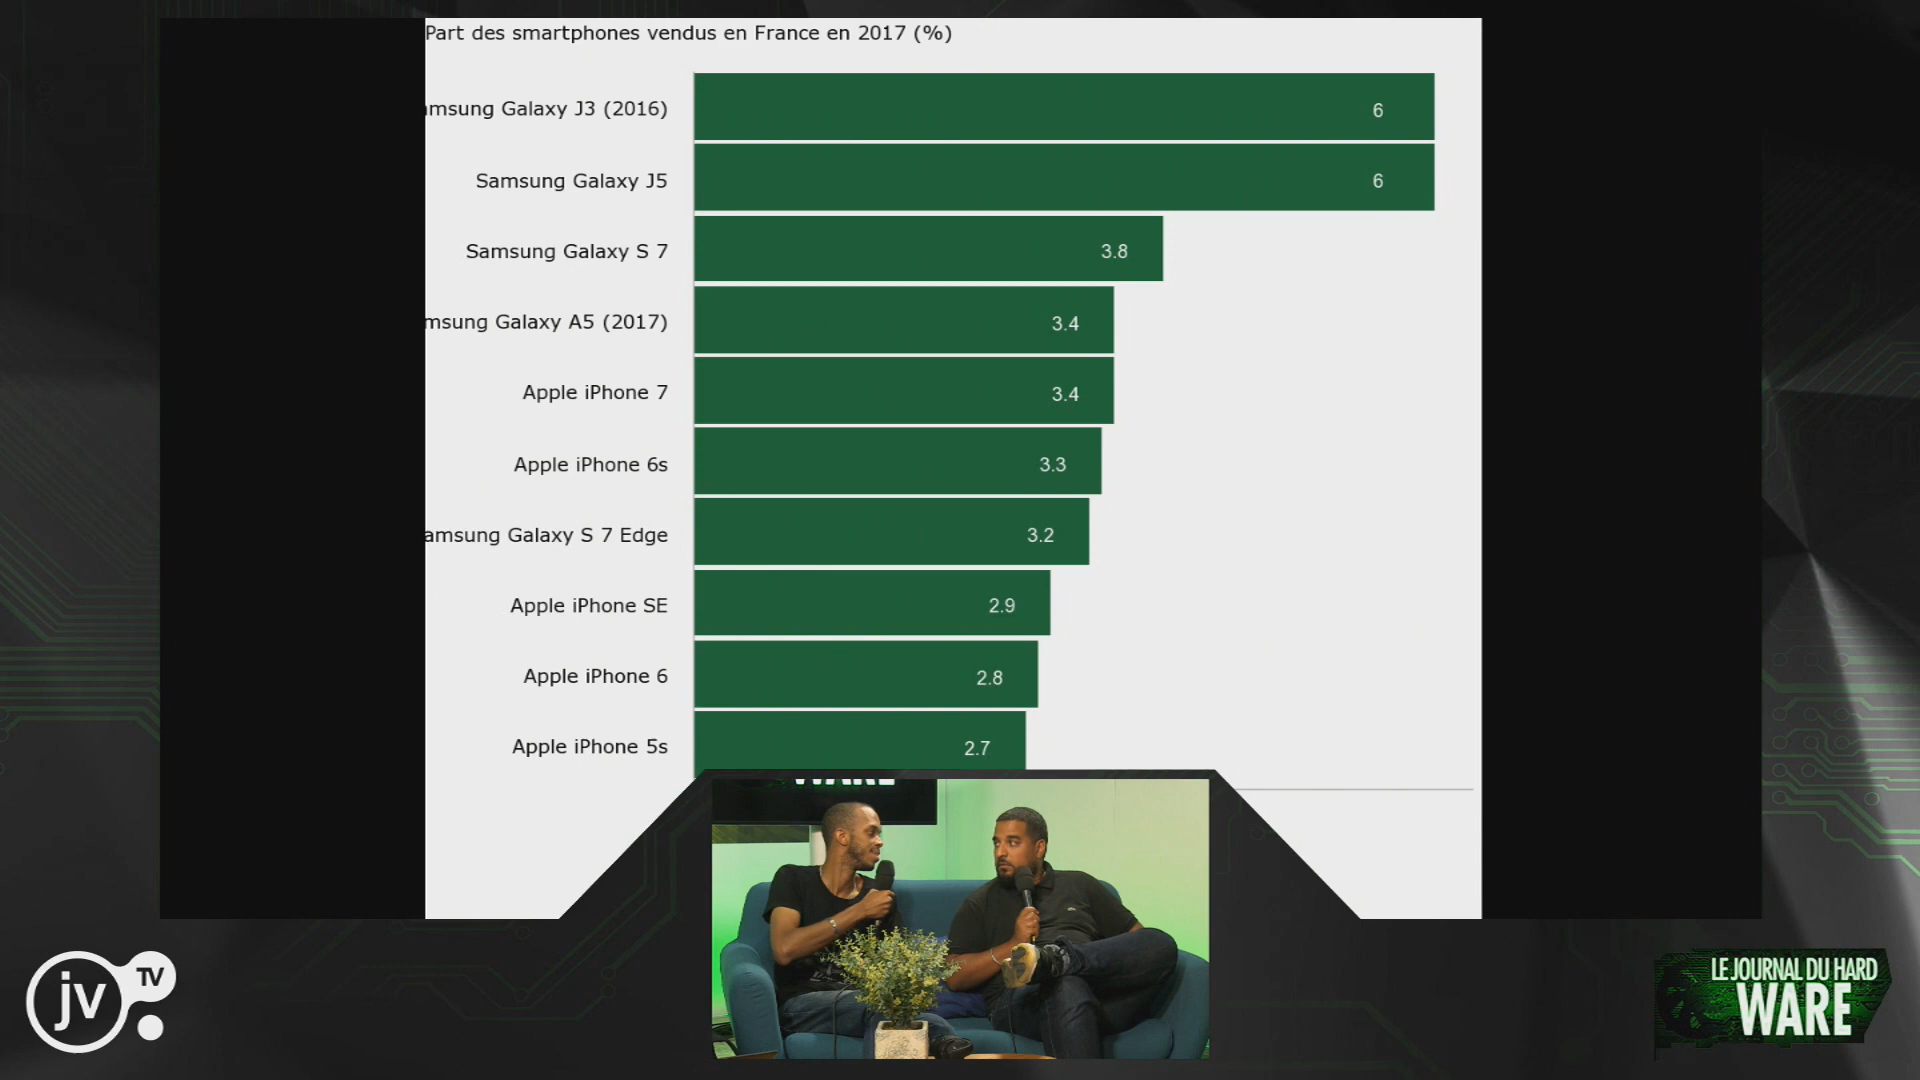 Part des smartphones vendus en France en 2017 (%)
amsung Galaxy J3 (2016)
6
Samsung Galaxy J5
6
Samsung Galaxy S 7
3.8
msung Galaxy A5 (2017)
3.4
Apple iPhone 7
3.4
Apple iPhone 6s
3.3
amsung Galaxy S 7 Edge
3.2
Apple iPhone SE
2.9
Apple iPhone 6
2.8
Apple iPhone 5s
2.7
WARE
jv TV
LE JOURNAL DU HARD
WARE